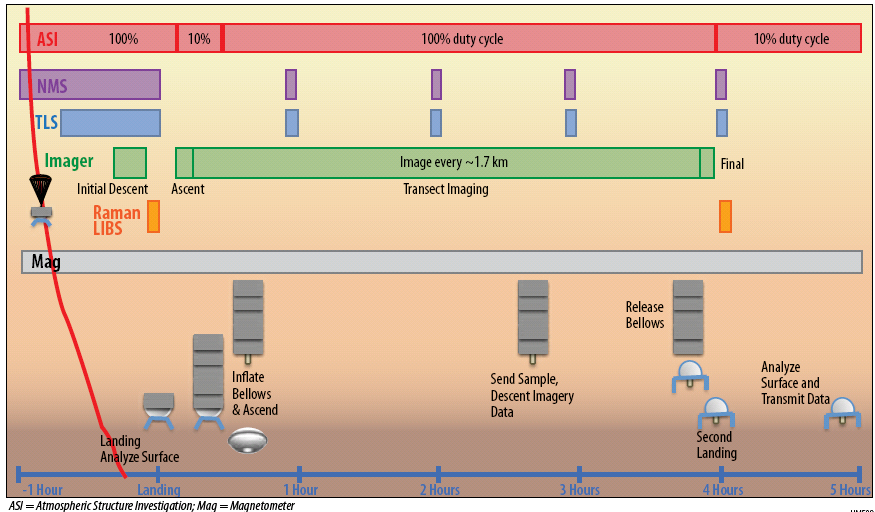 ASI 100% 10% 100% duty cycle 10% duty cycle
NMS
TLS
Imager Image every ~1.7 km Final
Initial Descent Ascent Transect Imaging
Raman
LIBS
Mag
Release
Bellows
Inflate
Bellows
& Ascend
Send Sample,
Descent Imagery
Data
Analyze
Surface and
Transmit Data
Landing
Analyze Surface
Second
Landing
-1 Hour Landing 1 Hour 2 Hours 3 Hours 4 Hours 5 Hours
ASI = Atmospheric Structure Investigation; Mag = Magnetometer